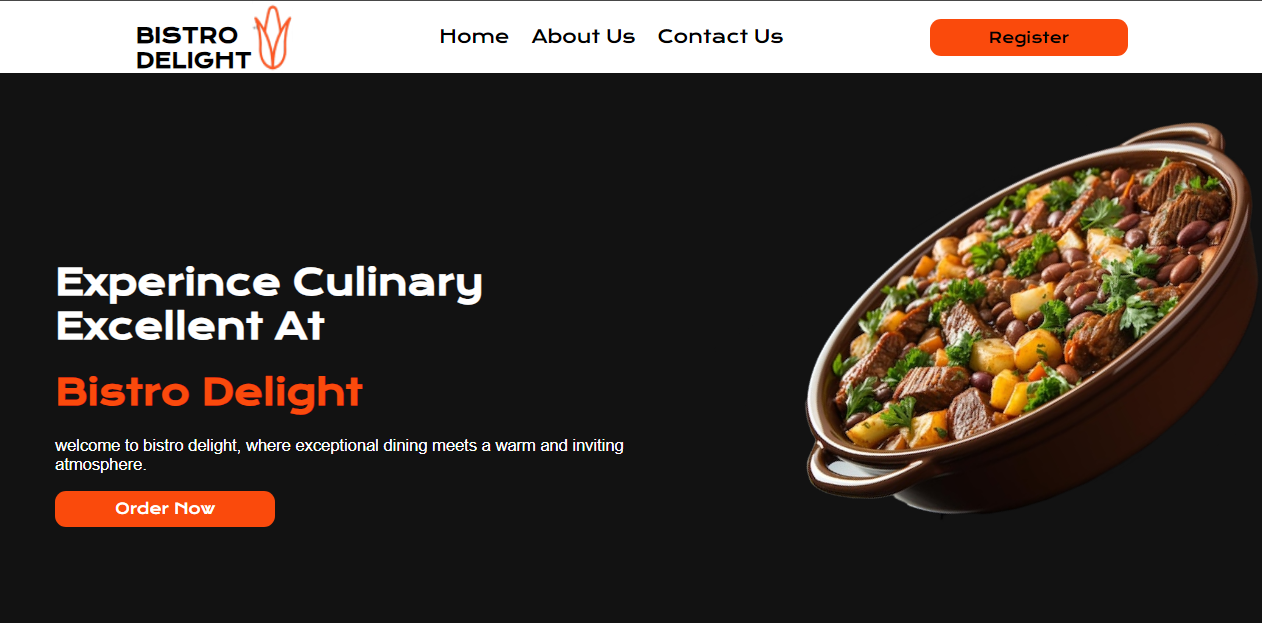 BISTRO
DELIGHT
Home About Us Contact Us
Register
Experince Culinary
Excellent At
Bistro Delight
welcome to bistro delight, where exceptional dining meets a warm and inviting
atmosphere.
Order Now